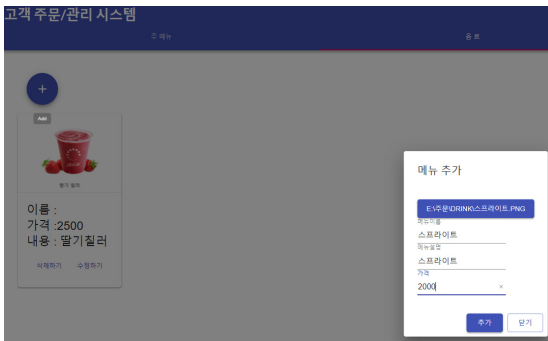 고객 주문/관리 시스템
주 메뉴
음 료
+
Add
딸기 칠러
이름 :
가격 :2500
내용 : 딸기칠러
삭제하기 수정하기
메뉴 추가
E:\주문\DRINK\스프라이트.PNG
메뉴이름
스프라이트
메뉴설명
스프라이트
가격
2000 ×
추가 닫기